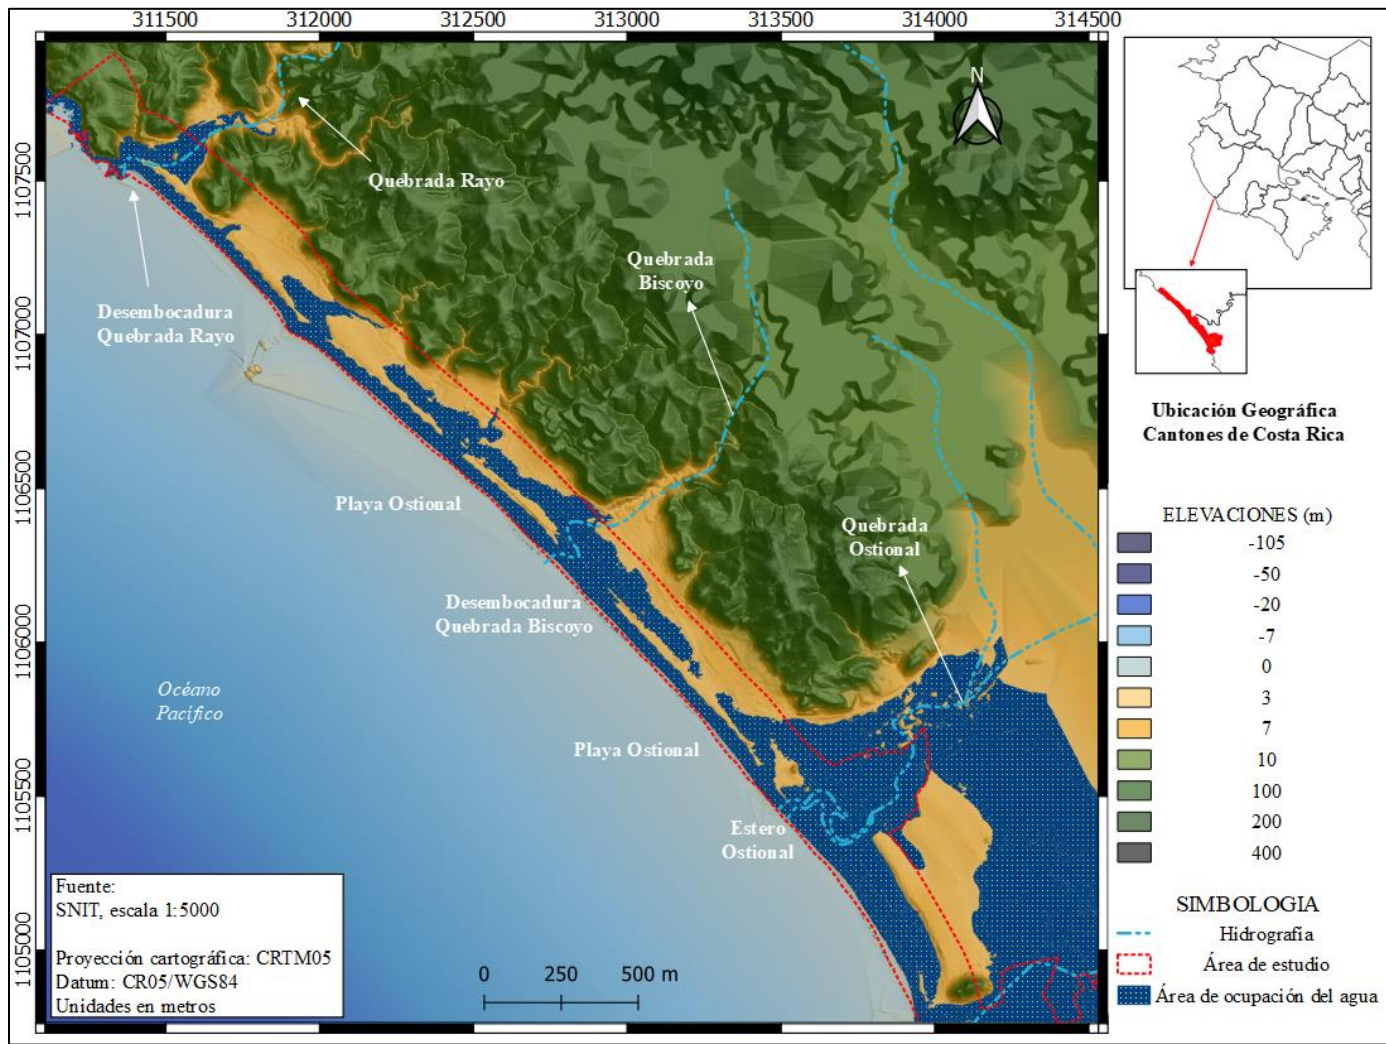 311500 312000 312500 313000 313500 314000 314500
1107500
1107000
1106500
1106000
1105500
1105000
N
Quebrada Rayo
Desembocadura
Quebrada Rayo
Quebrada
Biscoyo
Playa Ostional
Quebrada
Ostional
Desembocadura
Quebrada Biscoyo
Océano
Pacífico
Playa Ostional
Estero
Ostional
Fuente:
SNIT, escala 1:5000
Proyección cartográfica: CRTM05
Datum: CR05/WGS84
Unidades en metros
0 250 500 m
Ubicación Geográfica
Cantones de Costa Rica
ELEVACIONES (m)
-105
-50
-20
-7
0
3
7
10
100
200
400
SIMBOLOGIA
Hidrografia
Área de estudio
Área de ocupación del agua